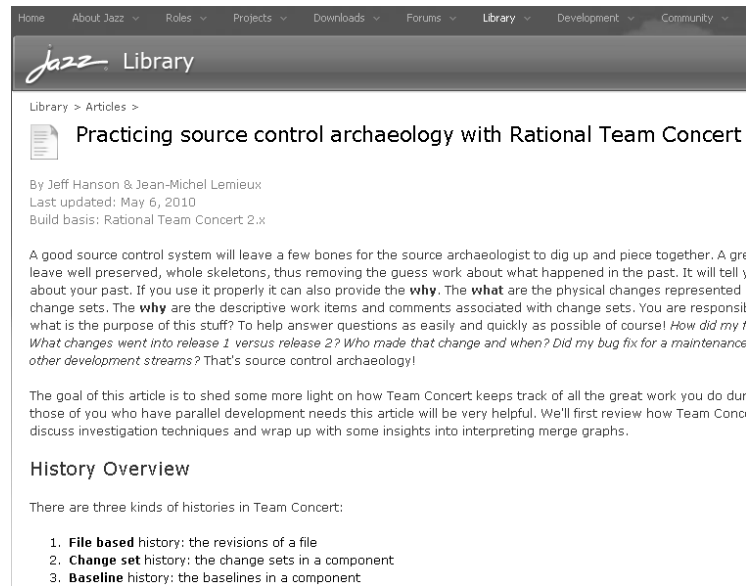 Home About Jazz Roles Projects Downloads Forums Library Development Community
Jazz Library
Library > Articles >
Practicing source control archaeology with Rational Team Concert
By Jeff Hanson & Jean-Michel Lemieux
Last updated: May 6, 2010
Build basis: Rational Team Concert 2.x
A good source control system will leave a few bones for the source archaeologist to dig up and piece together. A gre
leave well preserved, whole skeletons, thus removing the guess work about what happened in the past. It will tell y
about your past. If you use it properly it can also provide the why. The what are the physical changes represented
change sets. The why are the descriptive work items and comments associated with change sets. You are responsib
what is the purpose of this stuff? To help answer questions as easily and quickly as possible of course! How did my f
What changes went into release 1 versus release 2? Who made that change and when? Did my bug fix for a maintenance
other development streams? That's source control archaeology!
The goal of this article is to shed some more light on how Team Concert keeps track of all the great work you do dur
those of you who have parallel development needs this article will be very helpful. We'll first review how Team Conce
discuss investigation techniques and wrap up with some insights into interpreting merge graphs.
History Overview
There are three kinds of histories in Team Concert:
1. File based history: the revisions of a file
2. Change set history: the change sets in a component
3. Baseline history: the baselines in a component